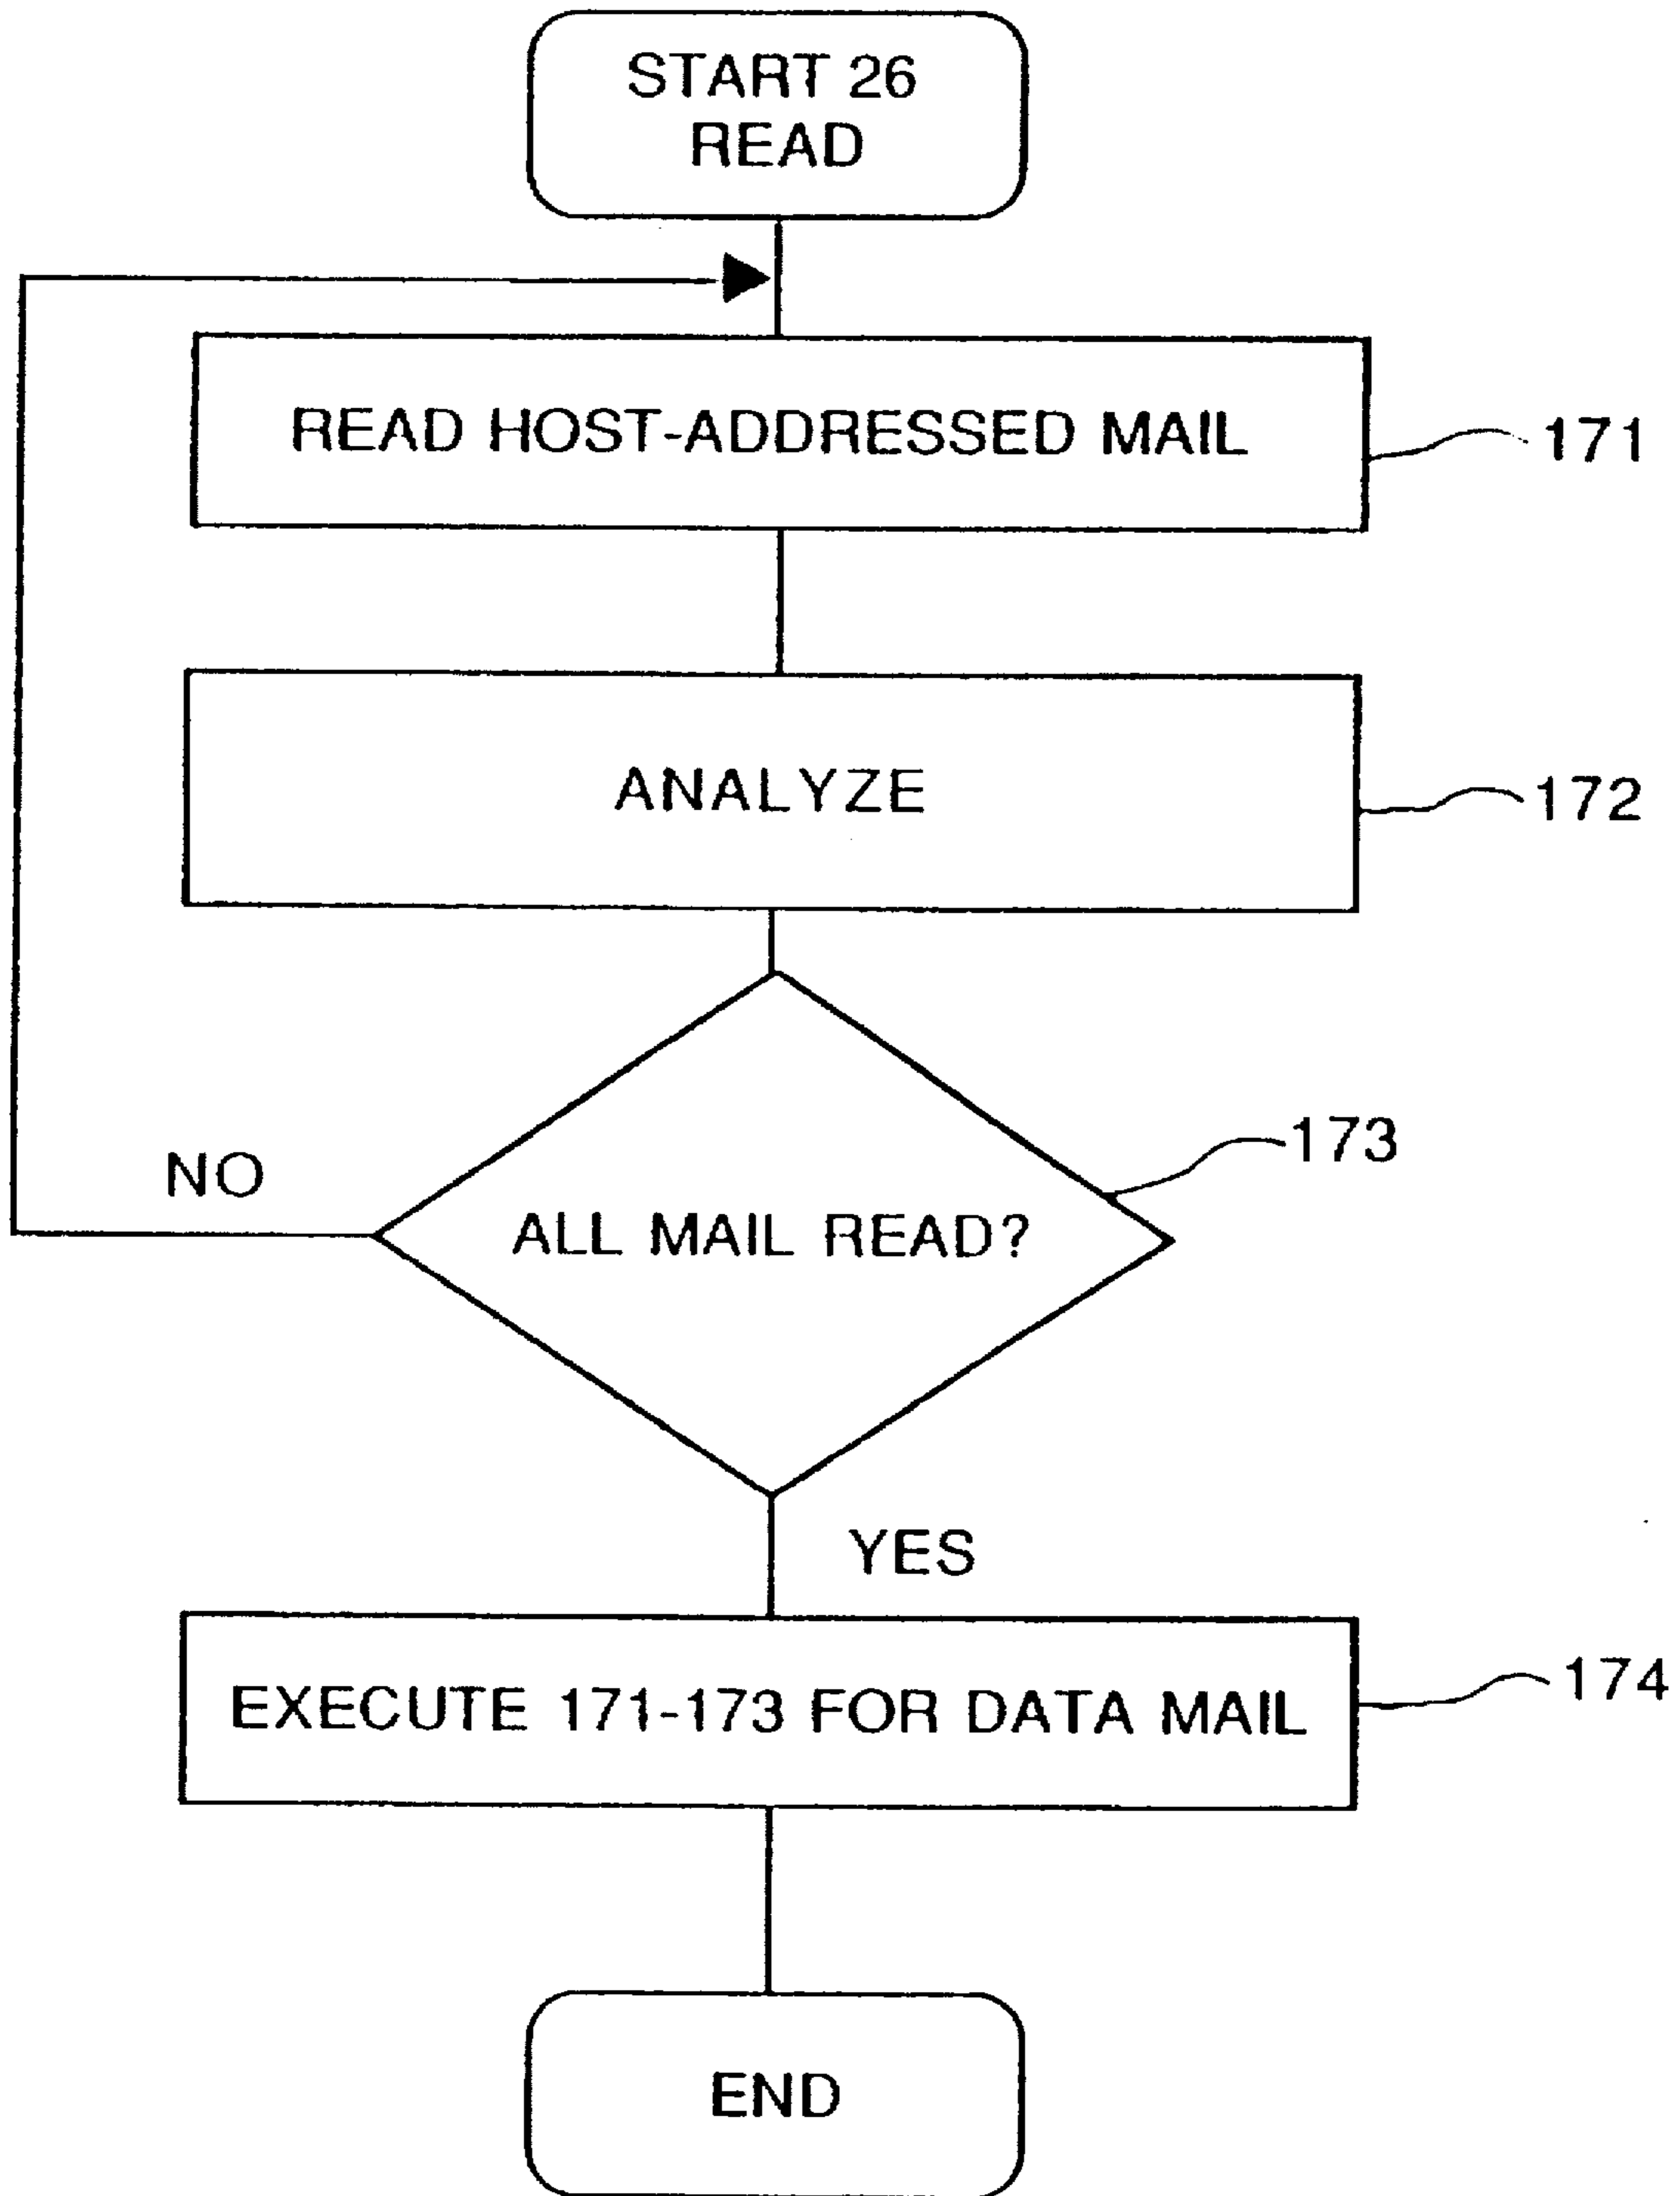 START 26
READ
READ HOST-ADDRESSED MAIL
171
ANALYZE
172
173
NO
ALL MAIL READ?
YES
EXECUTE 171-173 FOR DATA MAIL
174
END